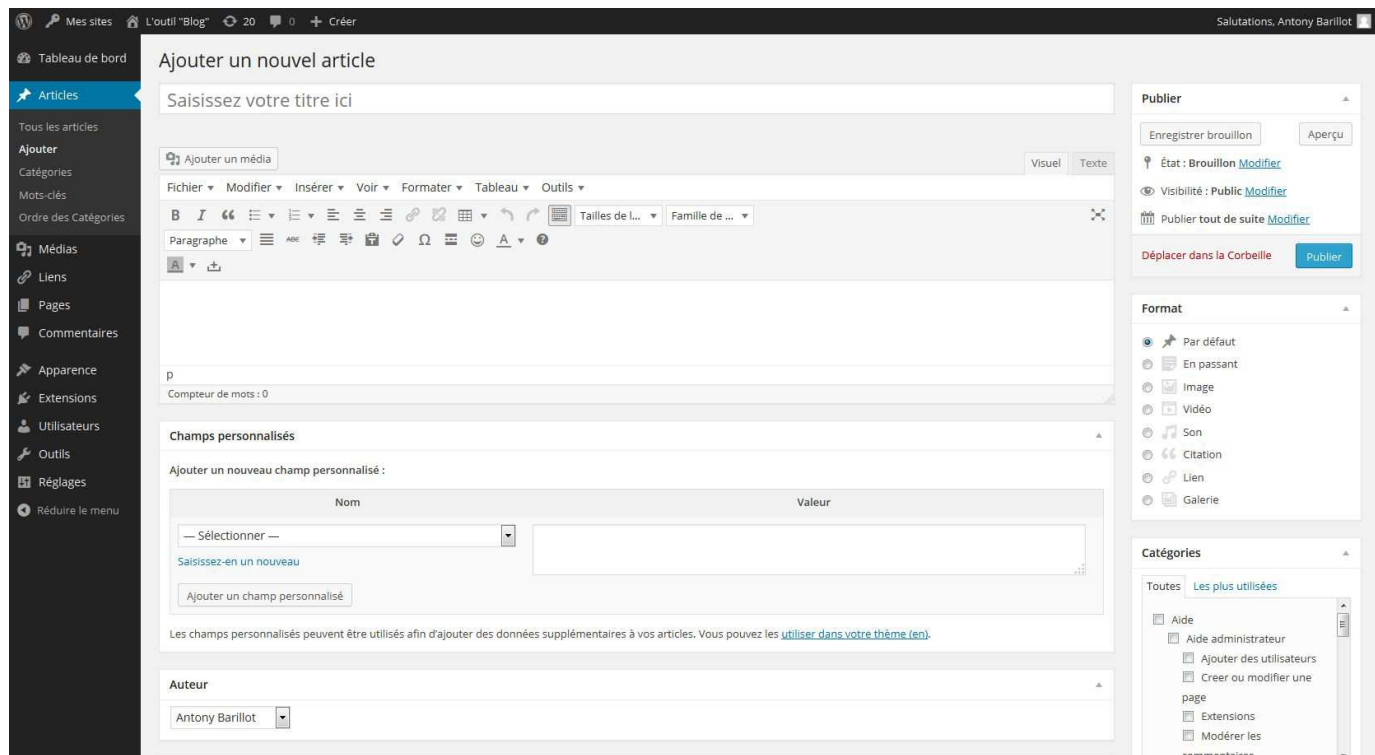 Mes sites L'outil "Blog" 20 0 + Créer Salutations, Antony Barillot
Tableau de bord
Articles
Tous les articles
Ajouter
Catégories
Mots-clés
Ordre des Catégories
Médias
Liens
Pages
Commentaires
Apparence
Extensions
Utilisateurs
Outils
Réglages
Réduire le menu
Ajouter un nouvel article
Saisissez votre titre ici
Ajouter un média
Visuel Texte
Fichier Modifier Insérer Voir Formater Tableau Outils
B I Tailles de l... Famille de ...
Paragraphe ABC Ω A
A
p
Compteur de mots : 0
Champs personnalisés
Ajouter un nouveau champ personnalisé :
Nom Valeur
— Sélectionner —
Saisissez-en un nouveau
Ajouter un champ personnalisé
Les champs personnalisés peuvent être utilisés afin d'ajouter des données supplémentaires à vos articles. Vous pouvez les utiliser dans votre thème (en).
Auteur
Antony Barillot
Publier
Enregistrer brouillon Aperçu
État : Brouillon Modifier
Visibilité : Public Modifier
Publier tout de suite Modifier
Déplacer dans la Corbeille Publier
Format
Par défaut
En passant
Image
Vidéo
Son
Citation
Lien
Galerie
Catégories
Toutes Les plus utilisées
Aide
Aide administrateur
Ajouter des utilisateurs
Creer ou modifier une
page
Extensions
Modérer les
commentaires